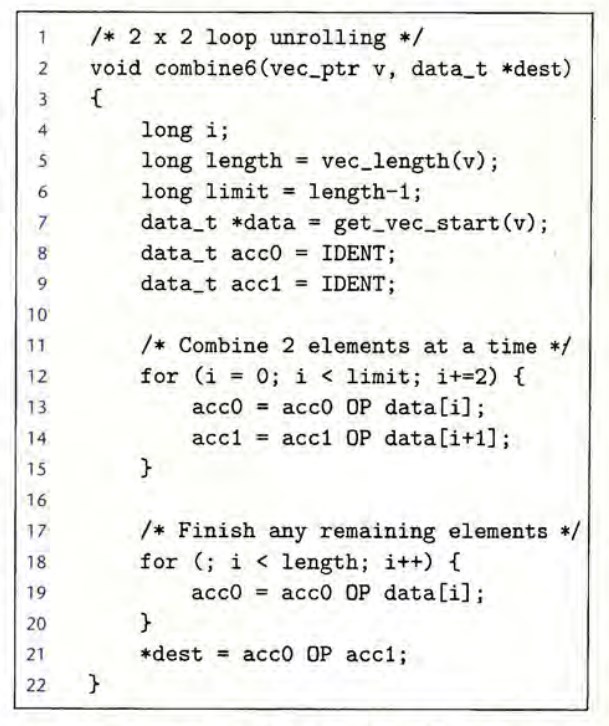 1 /* 2 x 2 loop unrolling */
2 void combine6(vec_ptr v, data_t *dest)
3 {
4     long i;
5     long length = vec_length(v);
6     long limit = length-1;
7     data_t *data = get_vec_start(v);
8     data_t acc0 = IDENT;
9     data_t acc1 = IDENT;
10
11     /* Combine 2 elements at a time */
12     for (i = 0; i < limit; i+=2) {
13         acc0 = acc0 OP data[i];
14         acc1 = acc1 OP data[i+1];
15     }
16
17     /* Finish any remaining elements */
18     for (; i < length; i++) {
19         acc0 = acc0 OP data[i];
20     }
21     *dest = acc0 OP acc1;
22 }